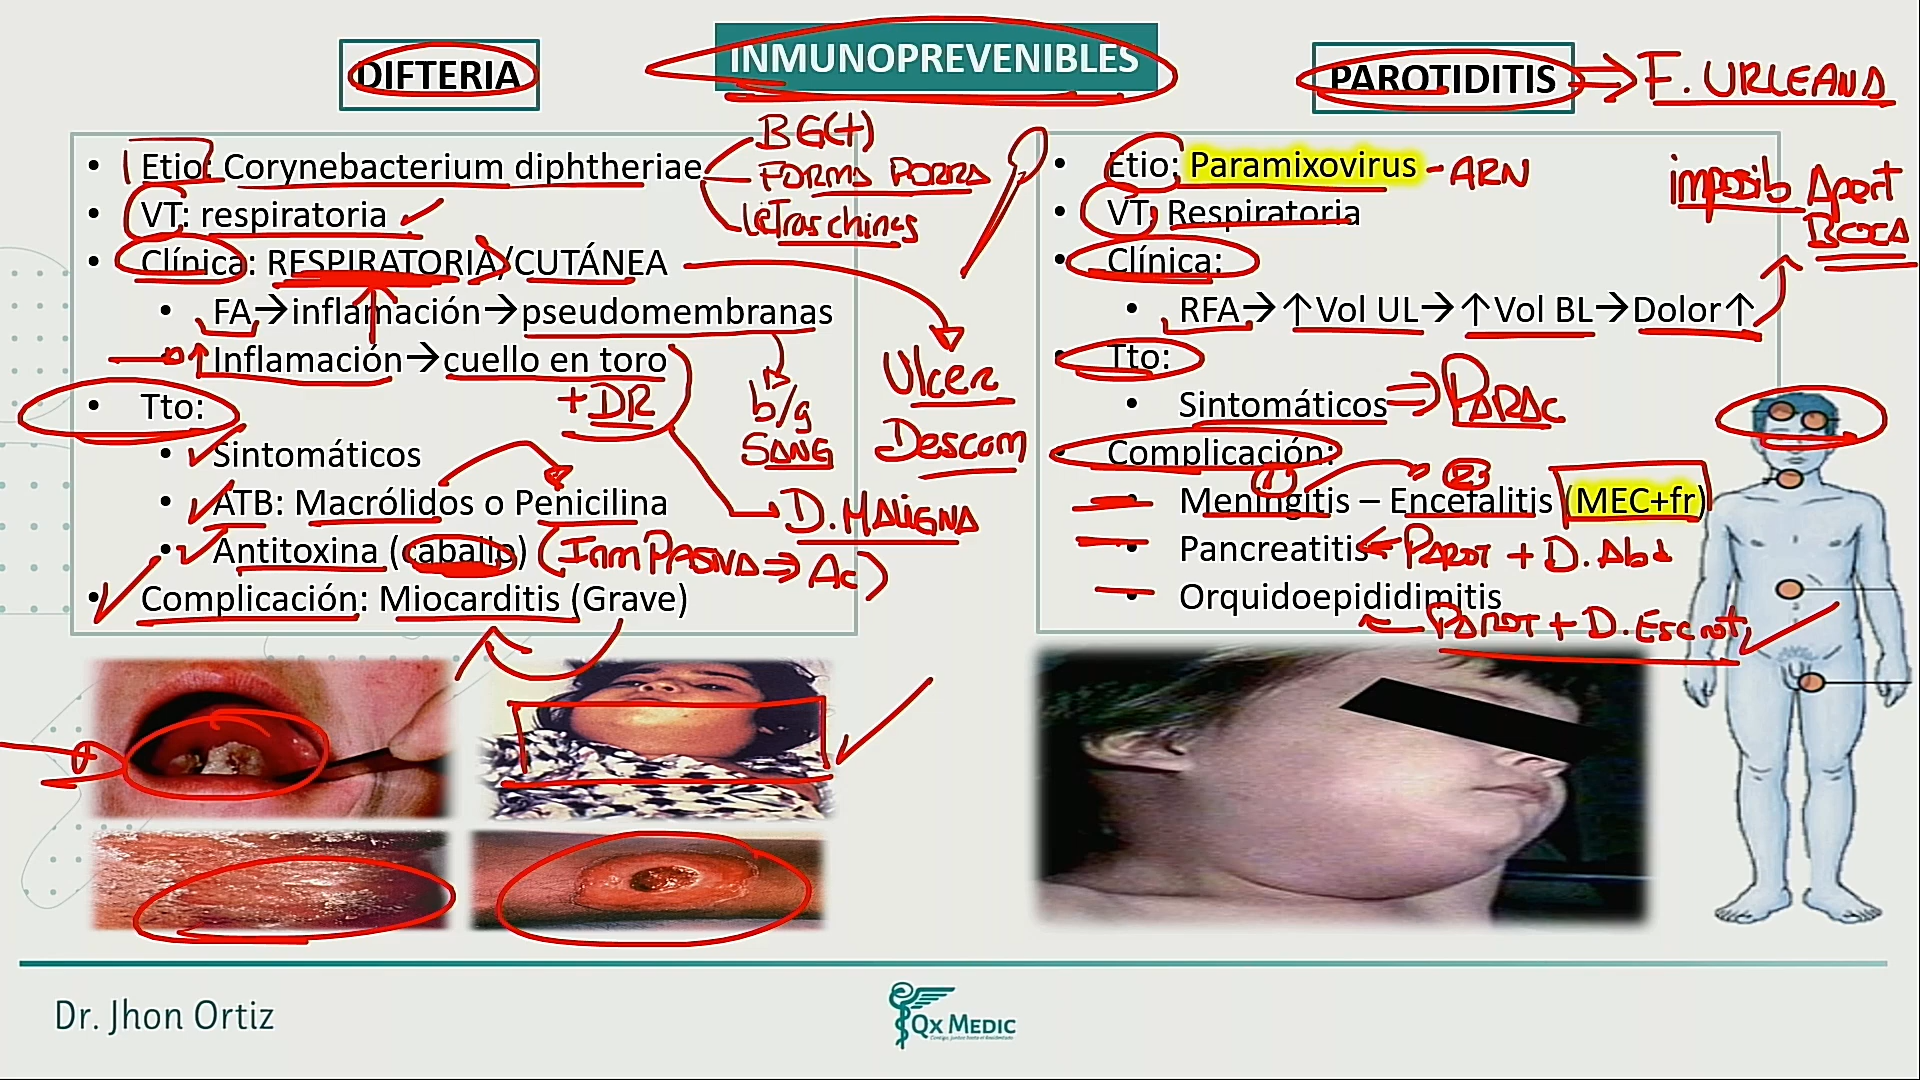 INMUNOPREVENIBLES
DIFTERIA
• Etio: Corynebacterium diphtheriae
BG(+)
FORMA PORRA
letras chinas
• VT: respiratoria
• Clínica: RESPIRATORIA/CUTÁNEA
• FA→inflamación→pseudomembranas
↑Inflamación→cuello en toro
+DR
b/g
SANG
Ulcer
Descam
D. MALIGNA
• Tto:
• Sintomáticos
• ATB: Macrólidos o Penicilina
• Antitoxina (caballo) (Inm PASIVA ⇒ Ac)
• Complicación: Miocarditis (Grave)
PAROTIDITIS ⇒ F. URLEANA
• Etio: Paramixovirus - ARN
• VT: Respiratoria
• Clínica:
• RFA→↑Vol UL→↑Vol BL→Dolor↑
imposib Apert
BOCA
• Tto:
• Sintomáticos ⇒ PARAC
• Complicación:
① ②
• Meningitis – Encefalitis (MEC+fr)
• Pancreatitis ← PAROT + D. Abd
• Orquidoepididimitis
← PAROT + D. Escrot
Dr. Jhon Ortiz
QX MEDIC